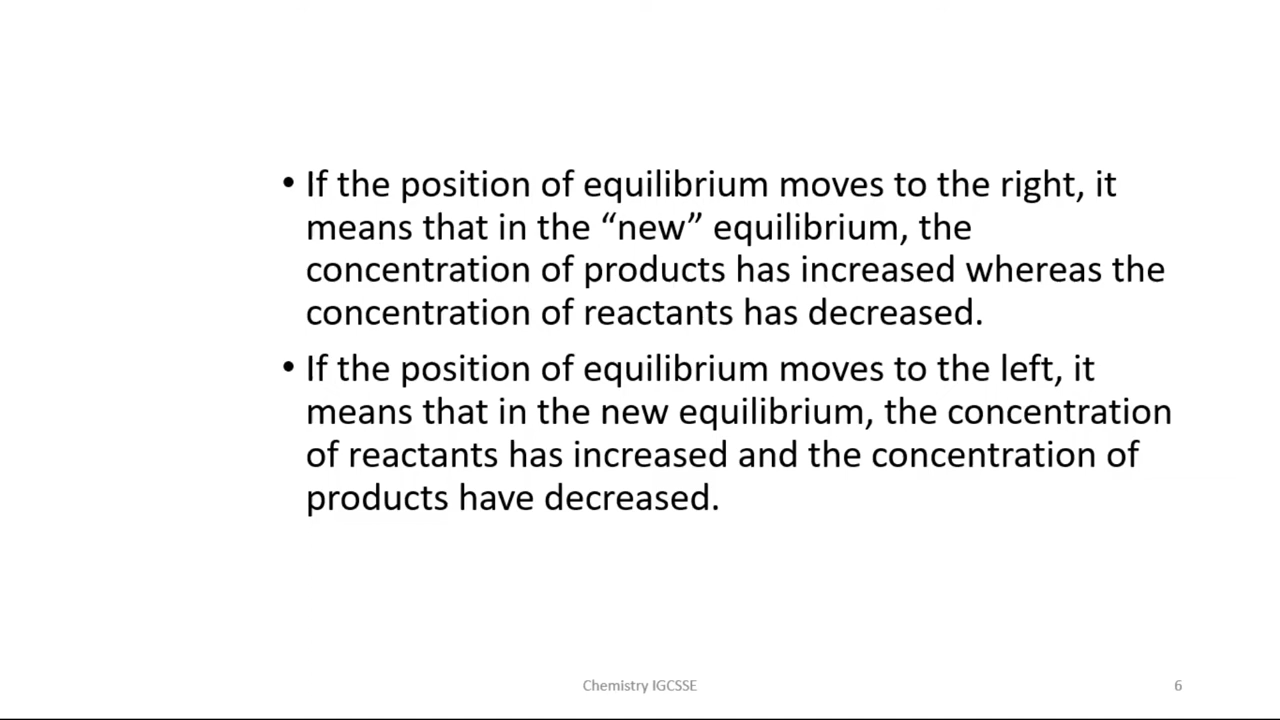 • If the position of equilibrium moves to the right, it
means that in the “new” equilibrium, the
concentration of products has increased whereas the
concentration of reactants has decreased.
• If the position of equilibrium moves to the left, it
means that in the new equilibrium, the concentration
of reactants has increased and the concentration of
products have decreased.
Chemistry IGCSSE
6